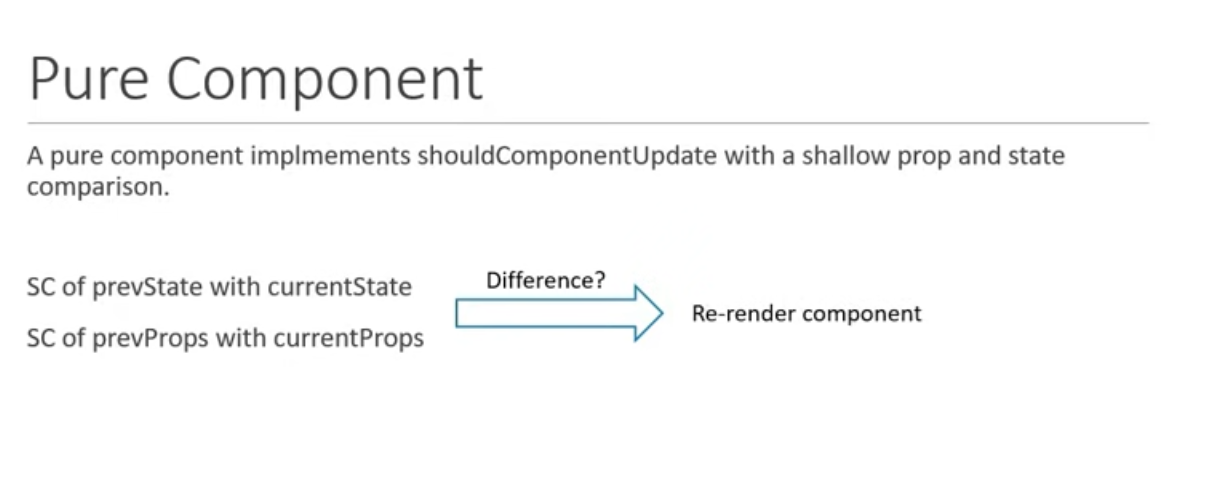 Pure Component
A pure component implmements shouldComponentUpdate with a shallow prop and state
comparison.
SC of prevState with currentState
SC of prevProps with currentProps
Difference?
Re-render component